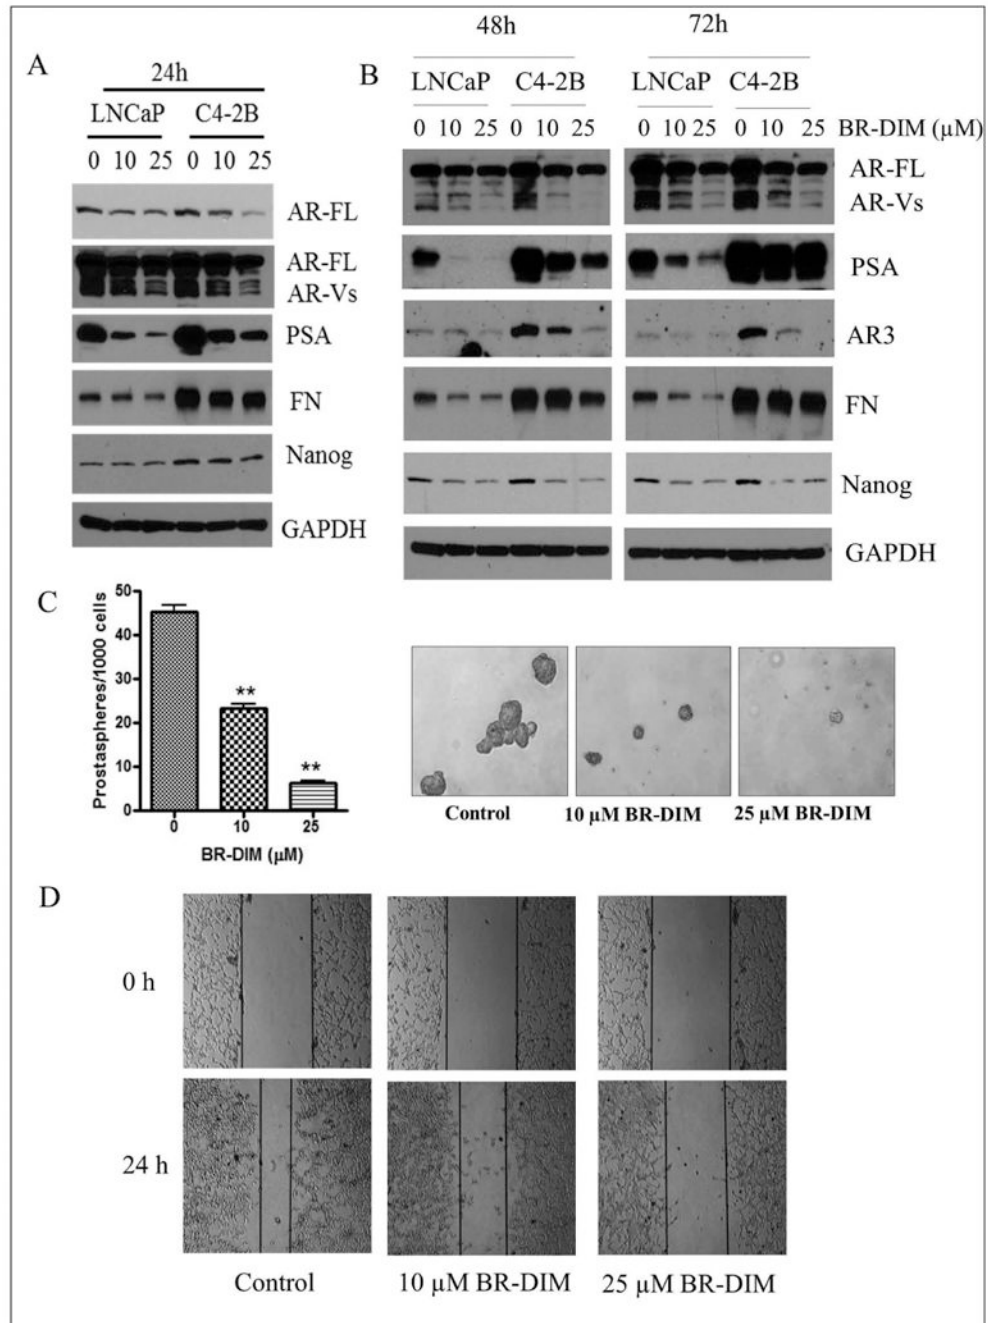 A
24h
LNCaP C4-2B
0 10 25 0 10 25
AR-FL
AR-FL
AR-Vs
PSA
FN
Nanog
GAPDH
B
48h 72h
LNCaP C4-2B LNCaP C4-2B
0 10 25 0 10 25 0 10 25 0 10 25 BR-DIM (µM)
AR-FL
AR-Vs
PSA
AR3
FN
Nanog
GAPDH
C
Prostaspheres/1000 cells
50
40
30
20
10
0
**
**
0 10 25
BR-DIM (µM)
Control 10 µM BR-DIM 25 µM BR-DIM
D
0 h
24 h
Control 10 µM BR-DIM 25 µM BR-DIM